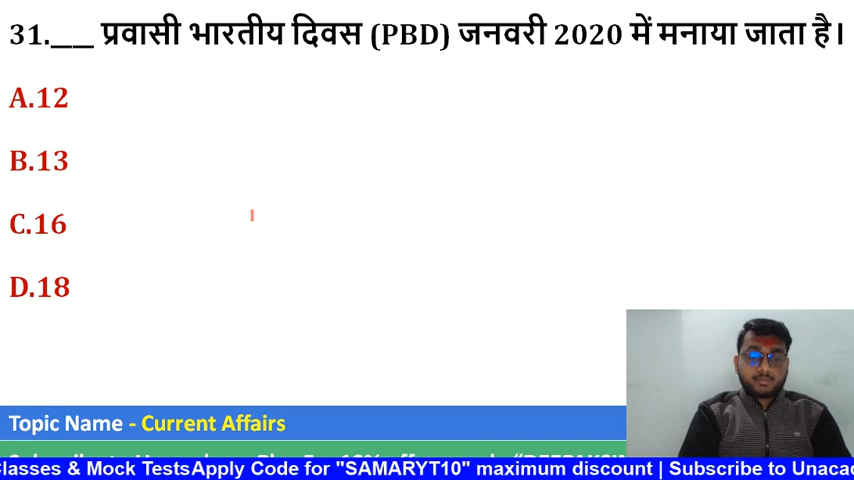 31.___ प्रवासी भारतीय दिवस (PBD) जनवरी 2020 में मनाया जाता है।
A.12
B.13
C.16
D.18
Topic Name - Current Affairs
Classes & Mock TestsApply Code for "SAMARYT10" maximum discount | Subscribe to Unacad